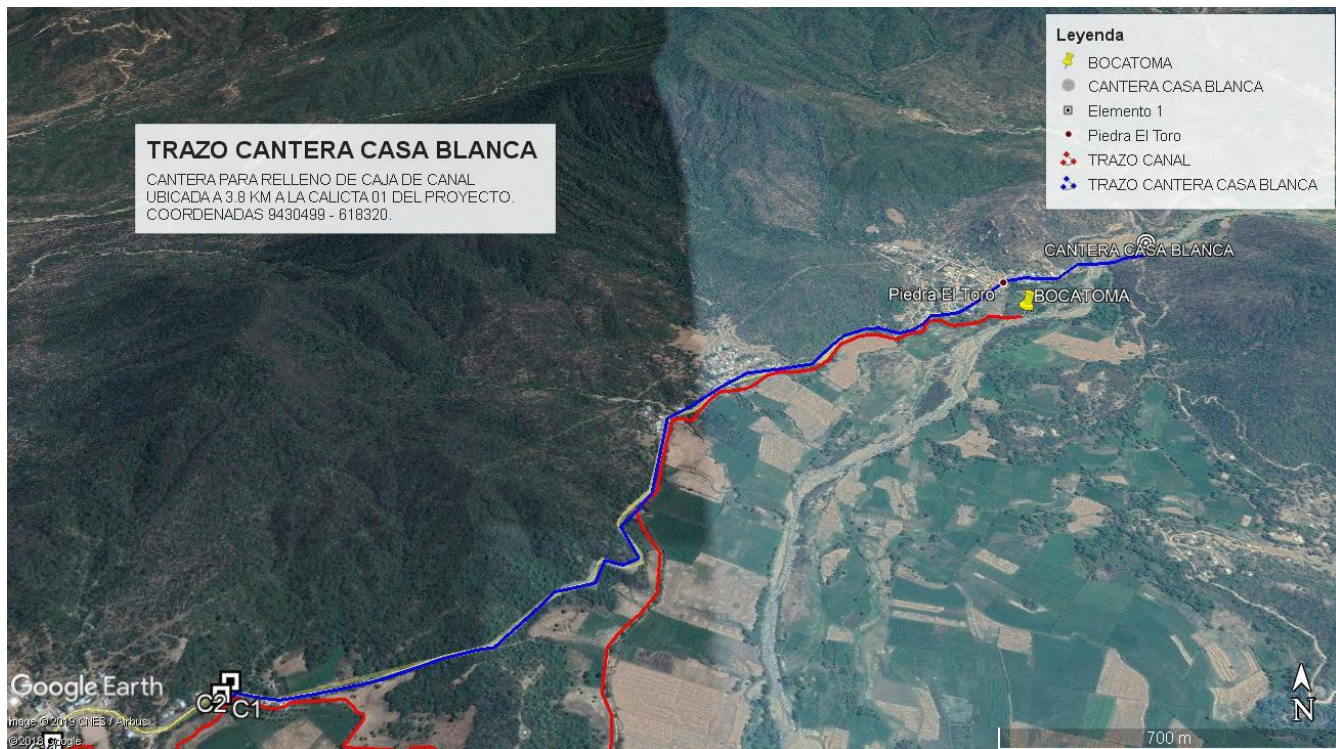 TRAZO CANTERA CASA BLANCA
CANTERA PARA RELLENO DE CAJA DE CANAL
UBICADA A 3.8 KM A LA CALICTA 01 DEL PROYECTO.
COORDENADAS 9430499 - 618320.
Leyenda
BOCATOMA
CANTERA CASA BLANCA
Elemento 1
Piedra El Toro
TRAZO CANAL
TRAZO CANTERA CASA BLANCA
CANTERA CASA BLANCA
Piedra El Toro
BOCATOMA
C2
C1
Google Earth
Image © 2019 CNES / Airbus
© 2018 Google
N
700 m